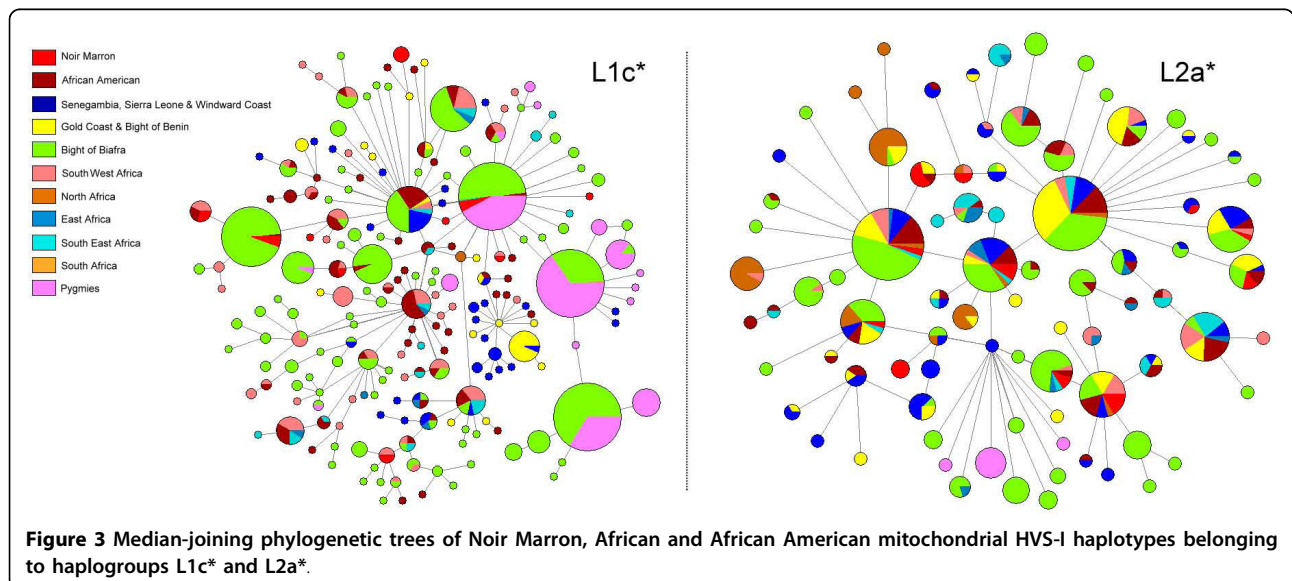 L1c*
L2a*
Noir Marron
African American
Senegambia, Sierra Leone & Windward Coast
Gold Coast & Bight of Benin
Bight of Biafra
South West Africa
North Africa
East Africa
South East Africa
South Africa
Pygmies
Figure 3 Median-joining phylogenetic trees of Noir Marron, African and African American mitochondrial HVS-I haplotypes belonging
to haplogroups L1c* and L2a*.